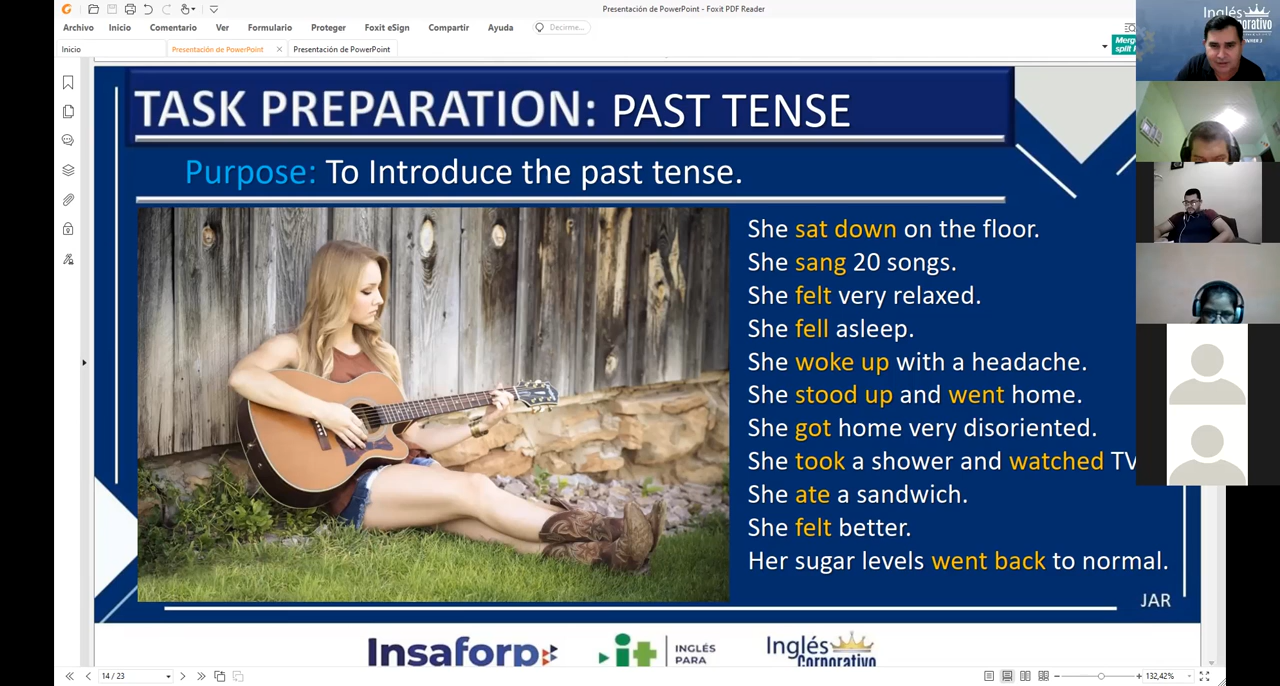 Presentación de PowerPoint - Foxit PDF Reader
Archivo Inicio Comentario Ver Formulario Proteger Foxit eSign Compartir Ayuda Decirme...
Inicio Presentación de PowerPoint Presentación de PowerPoint
TASK PREPARATION: PAST TENSE
Purpose: To Introduce the past tense.
She sat down on the floor.
She sang 20 songs.
She felt very relaxed.
She fell asleep.
She woke up with a headache.
She stood up and went home.
She got home very disoriented.
She took a shower and watched TV
She ate a sandwich.
She felt better.
Her sugar levels went back to normal.
JAR
Insaforp
it INGLÉS
PARA
Inglés
Corporativo
14 / 23
132,42%
Inglés